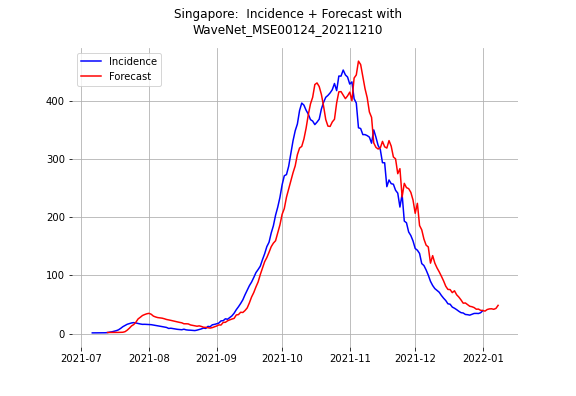 Singapore:  Incidence + Forecast with
WaveNet_MSE00124_20211210
Incidence
Forecast
400
300
200
100
0
2021-07 2021-08 2021-09 2021-10 2021-11 2021-12 2022-01